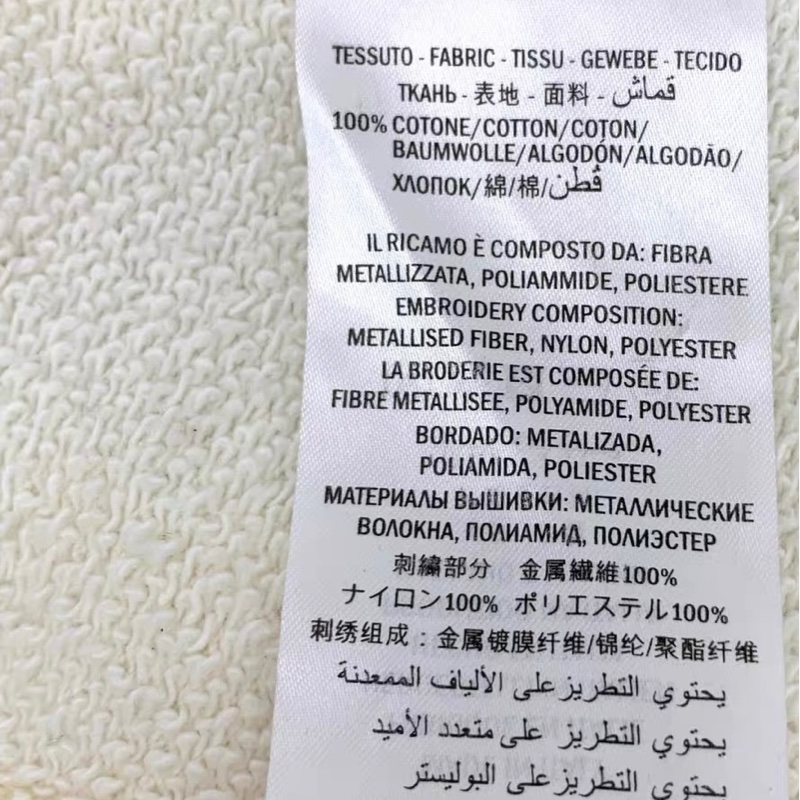 TESSUTO - FABRIC - TISSU - GEWEBE - TECIDO
ТКАНЬ - 表地 - 面料 - قماش
100% COTONE/COTTON/COTON/
BAUMWOLLE/ALGODÓN/ALGODÃO/
ХЛОПОК/綿/棉/قطن
IL RICAMO È COMPOSTO DA: FIBRA
METALLIZZATA, POLIAMMIDE, POLIESTERE
EMBROIDERY COMPOSITION:
METALLISED FIBER, NYLON, POLYESTER
LA BRODERIE EST COMPOSÉE DE:
FIBRE METALLISEE, POLYAMIDE, POLYESTER
BORDADO: METALIZADA,
POLIAMIDA, POLIESTER
МАТЕРИАЛЫ ВЫШИВКИ: МЕТАЛЛИЧЕСКИЕ
ВОЛОКНА, ПОЛИАМИД, ПОЛИЭСТЕР
刺繍部分 金属繊維100%
ナイロン100% ポリエステル100%
刺绣组成：金属镀膜纤维/锦纶/聚酯纤维
يحتوي التطريز على الألياف الممعدنة
يحتوي التطريز على متعدد الأميد
يحتوي التطريز على البوليستر